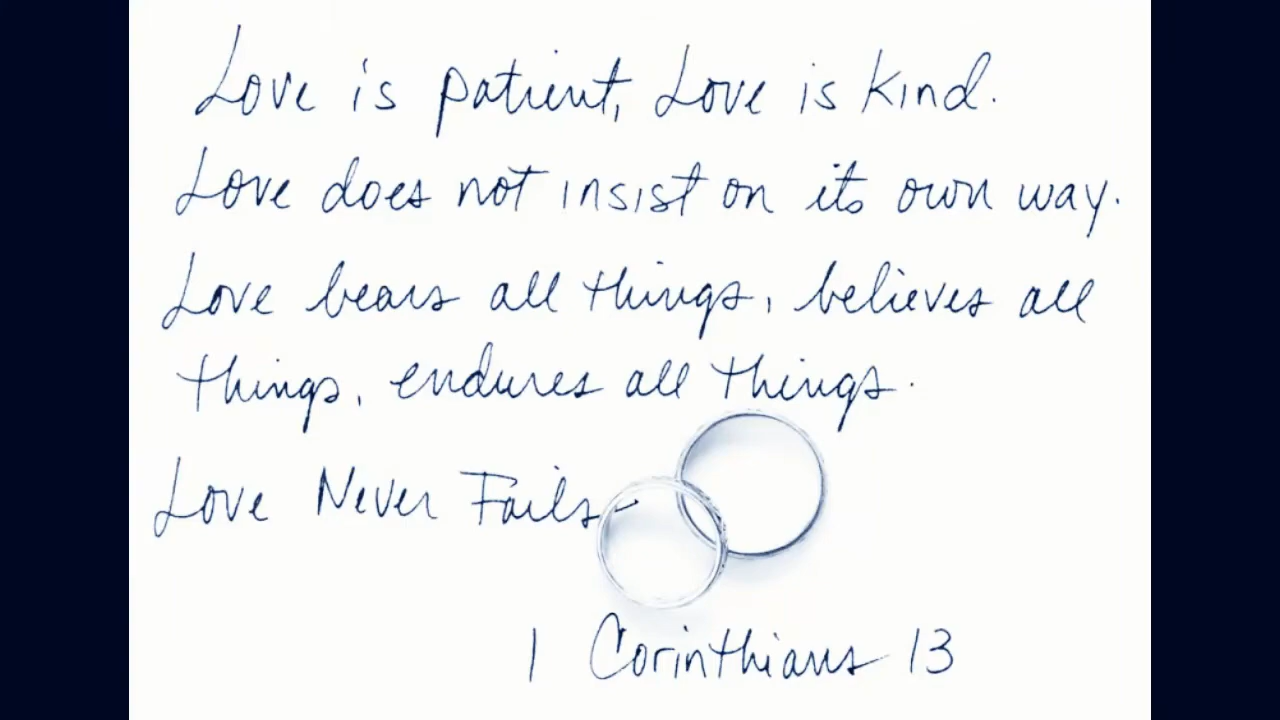 Love is patient, Love is kind.
Love does not insist on its own way.
Love bears all things, believes all
things, endures all things.
Love Never Fails
1 Corinthians 13